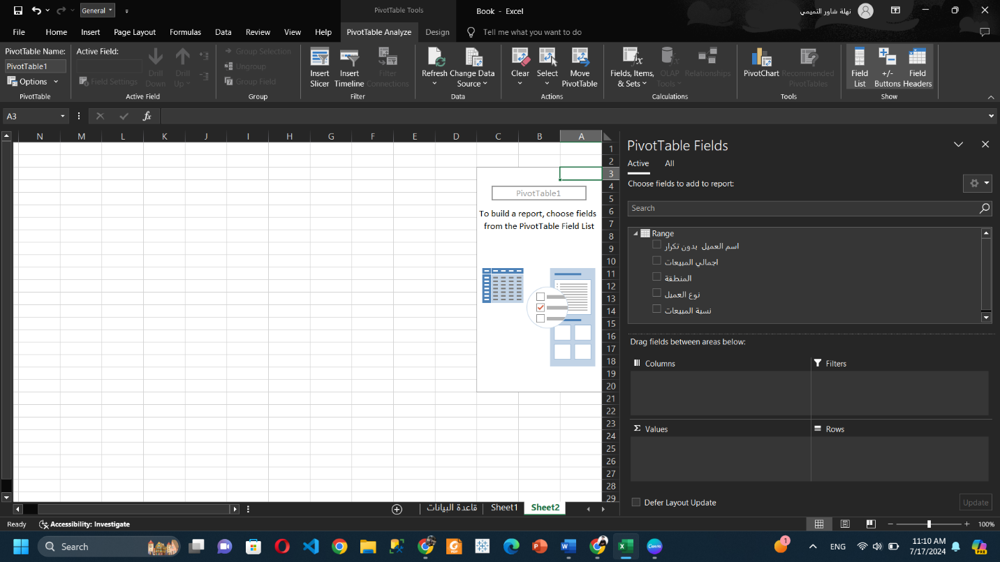 General
PivotTable Tools
Book - Excel
نهلة شاور التميمي
File Home Insert Page Layout Formulas Data Review View Help PivotTable Analyze Design Tell me what you want to do
PivotTable Name:
PivotTable1
Options
PivotTable
Active Field:
Field Settings
Drill Down
Drill Up
Active Field
Group Selection
Ungroup
Group Field
Group
Insert Slicer
Insert Timeline
Filter Connections
Filter
Refresh
Change Data Source
Data
Clear
Select
Move PivotTable
Actions
Fields, Items, & Sets
OLAP Tools
Relationships
Calculations
PivotChart
Recommended PivotTables
Tools
Field List
+/- Buttons
Field Headers
Show
A3
fx
N M L K J I H G F E D C B A
1
2
3
4
5
6
7
8
9
10
11
12
13
14
15
16
17
18
19
20
21
22
23
24
25
26
27
28
29
PivotTable1
To build a report, choose fields
from the PivotTable Field List
PivotTable Fields
Active All
Choose fields to add to report:
Search
Range
اسم العميل بدون تكرار
اجمالي المبيعات
المنطقة
نوع العميل
نسبة المبيعات
Drag fields between areas below:
Columns
Filters
Σ Values
Rows
Defer Layout Update
Update
قاعدة البيانات Sheet1 Sheet2
Ready
Accessibility: Investigate
100%
Search
1
ENG
11:10 AM
7/17/2024
PRE